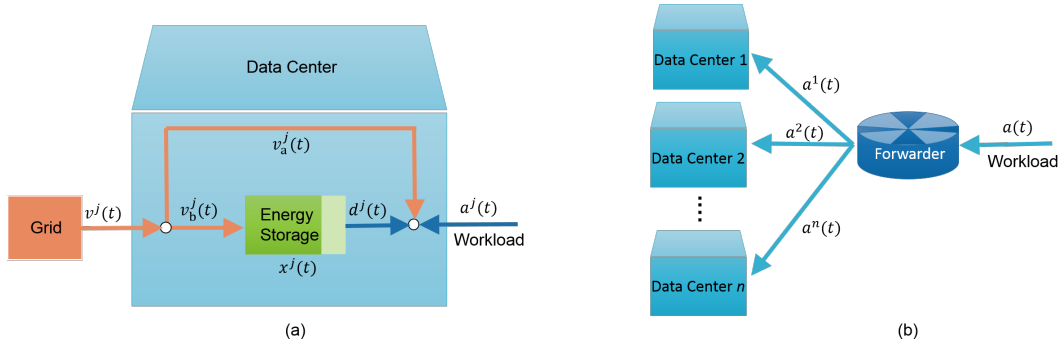 Data Center
v_a^j(t)
Grid
v^j(t)
v_b^j(t)
Energy
Storage
d^j(t)
a^j(t)
Workload
x^j(t)
(a)
Data Center 1
a^1(t)
Data Center 2
a^2(t)
Forwarder
a(t)
Workload
a^n(t)
Data Center n
(b)